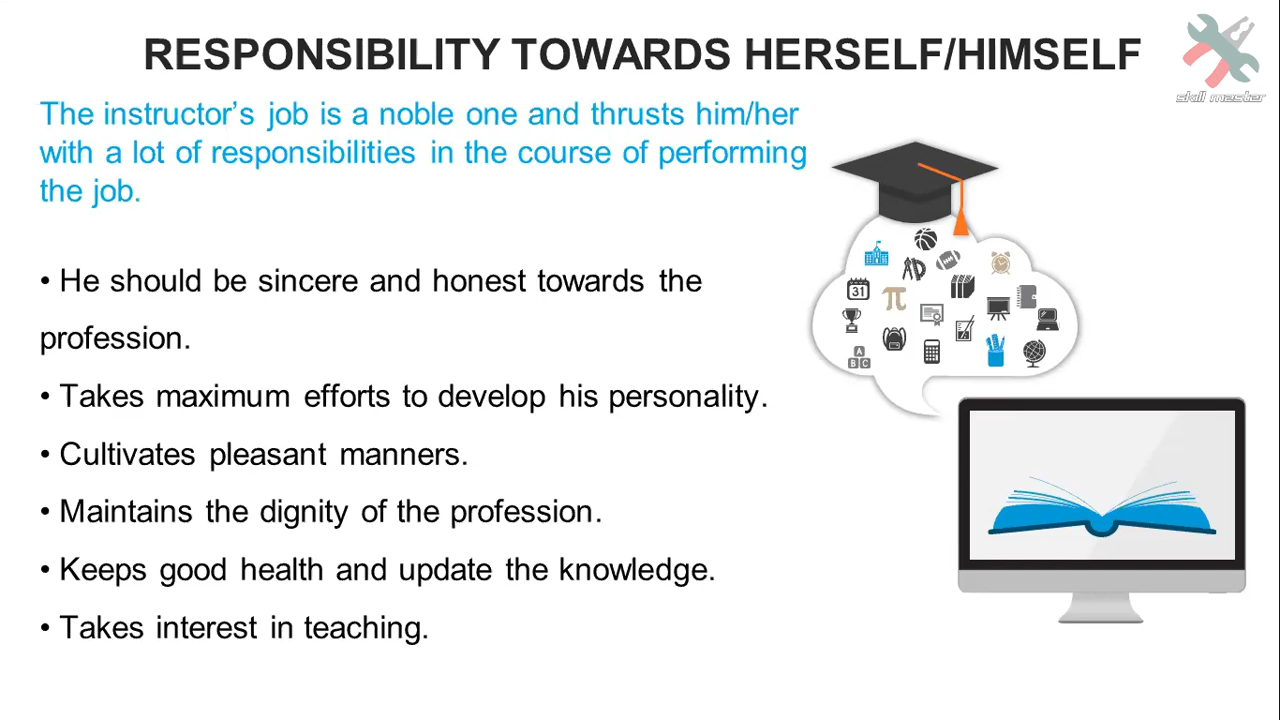 RESPONSIBILITY TOWARDS HERSELF/HIMSELF
skill master
The instructor's job is a noble one and thrusts him/her
with a lot of responsibilities in the course of performing
the job.
• He should be sincere and honest towards the
profession.
• Takes maximum efforts to develop his personality.
• Cultivates pleasant manners.
• Maintains the dignity of the profession.
• Keeps good health and update the knowledge.
• Takes interest in teaching.
31
π
A
B C